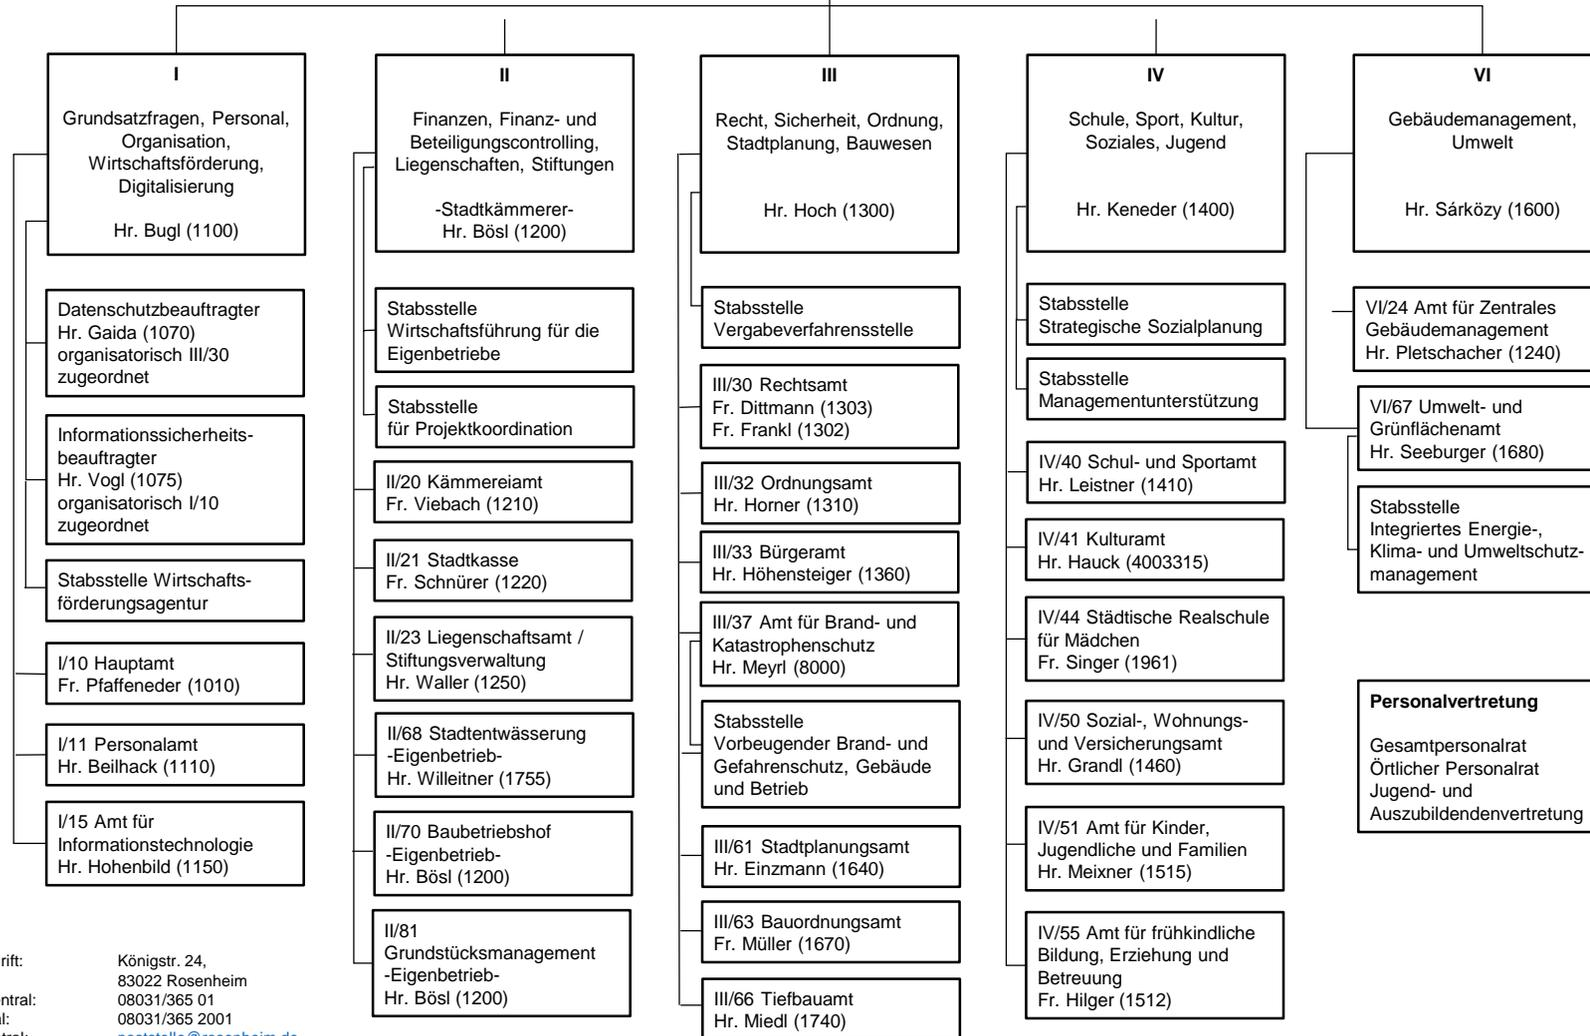 I
Grundsatzfragen, Personal,
Organisation,
Wirtschaftsförderung,
Digitalisierung
Hr. Bugl (1100)
Datenschutzbeauftragter
Hr. Gaida (1070)
organisatorisch III/30
zugeordnet
Informationssicherheits-
beauftragter
Hr. Vogl (1075)
organisatorisch I/10
zugeordnet
Stabsstelle Wirtschafts-
förderungsagentur
I/10 Hauptamt
Fr. Pfaffeneder (1010)
I/11 Personalamt
Hr. Beilhack (1110)
I/15 Amt für
Informationstechnologie
Hr. Hohenbild (1150)
II
Finanzen, Finanz- und
Beteiligungscontrolling,
Liegenschaften, Stiftungen
-Stadtkämmerer-
Hr. Bösl (1200)
Stabsstelle
Wirtschaftsführung für die
Eigenbetriebe
Stabsstelle
für Projektkoordination
II/20 Kämmereiamt
Fr. Viebach (1210)
II/21 Stadtkasse
Fr. Schnürer (1220)
II/23 Liegenschaftsamt /
Stiftungsverwaltung
Hr. Waller (1250)
II/68 Stadtentwässerung
-Eigenbetrieb-
Hr. Willeitner (1755)
II/70 Baubetriebshof
-Eigenbetrieb-
Hr. Bösl (1200)
II/81
Grundstücksmanagement
-Eigenbetrieb-
Hr. Bösl (1200)
III
Recht, Sicherheit, Ordnung,
Stadtplanung, Bauwesen
Hr. Hoch (1300)
Stabsstelle
Vergabeverfahrensstelle
III/30 Rechtsamt
Fr. Dittmann (1303)
Fr. Frankl (1302)
III/32 Ordnungsamt
Hr. Horner (1310)
III/33 Bürgeramt
Hr. Höhensteiger (1360)
III/37 Amt für Brand- und
Katastrophenschutz
Hr. Meyrl (8000)
Stabsstelle
Vorbeugender Brand- und
Gefahrenschutz, Gebäude
und Betrieb
III/61 Stadtplanungsamt
Hr. Einzmann (1640)
III/63 Bauordnungsamt
Fr. Müller (1670)
III/66 Tiefbauamt
Hr. Miedl (1740)
IV
Schule, Sport, Kultur,
Soziales, Jugend
Hr. Keneder (1400)
Stabsstelle
Strategische Sozialplanung
Stabsstelle
Managementunterstützung
IV/40 Schul- und Sportamt
Hr. Leistner (1410)
IV/41 Kulturamt
Hr. Hauck (4003315)
IV/44 Städtische Realschule
für Mädchen
Fr. Singer (1961)
IV/50 Sozial-, Wohnungs-
und Versicherungsamt
Hr. Grandl (1460)
IV/51 Amt für Kinder,
Jugendliche und Familien
Hr. Meixner (1515)
IV/55 Amt für frühkindliche
Bildung, Erziehung und
Betreuung
Fr. Hilger (1512)
VI
Gebäudemanagement,
Umwelt
Hr. Sárközy (1600)
VI/24 Amt für Zentrales
Gebäudemanagement
Hr. Pletschacher (1240)
VI/67 Umwelt- und
Grünflächenamt
Hr. Seeburger (1680)
Stabsstelle
Integriertes Energie-,
Klima- und Umweltschutz-
management
Personalvertretung
Gesamtpersonalrat
Örtlicher Personalrat
Jugend- und
Auszubildendenvertretung
rift: Königstr. 24,
83022 Rosenheim
entral: 08031/365 01
al: 08031/365 2001